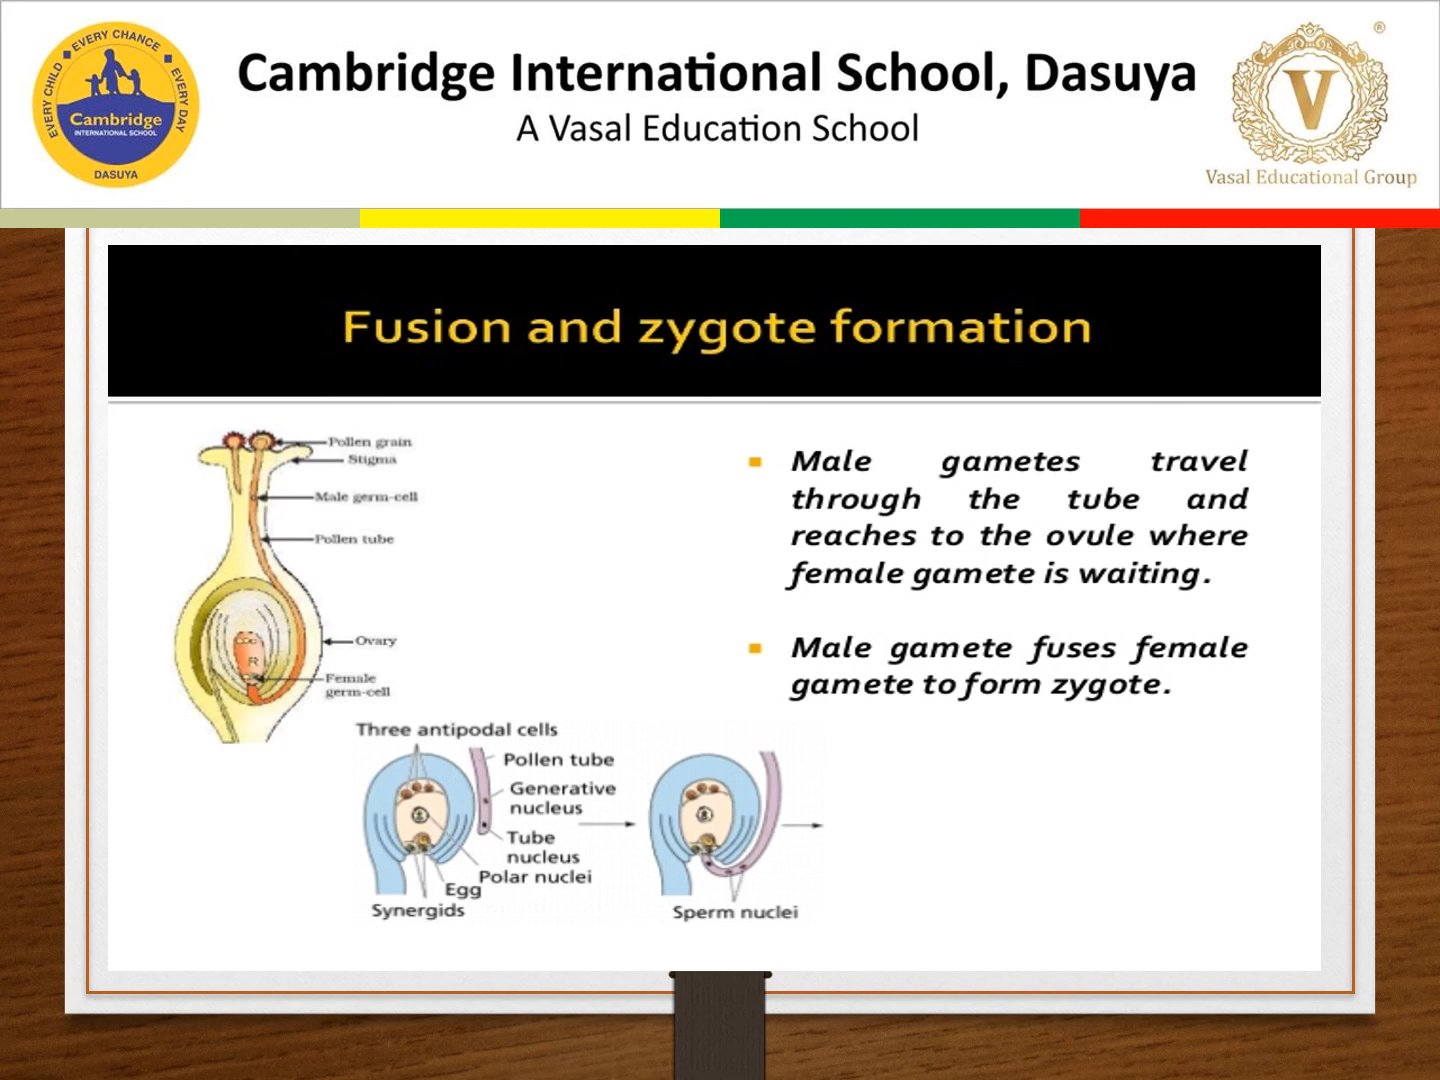 EVERY CHILD ▪ EVERY CHANCE ▪ EVERY DAY
Cambridge
INTERNATIONAL SCHOOL
DASUYA
Cambridge International School, Dasuya
A Vasal Education School
®
V
Vasal Educational Group
Fusion and zygote formation
Pollen grain
Stigma
Male germ-cell
Pollen tube
Ovary
R
Female
germ-cell
▪ Male gametes travel
through the tube and
reaches to the ovule where
female gamete is waiting.
▪ Male gamete fuses female
gamete to form zygote.
Three antipodal cells
Pollen tube
Generative
nucleus
Tube
nucleus
Polar nuclei
Egg
Synergids
Sperm nuclei